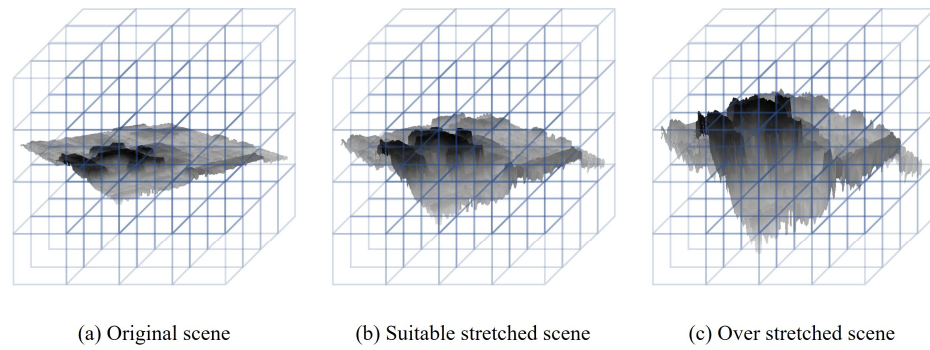 (a) Original scene
(b) Suitable stretched scene
(c) Over stretched scene